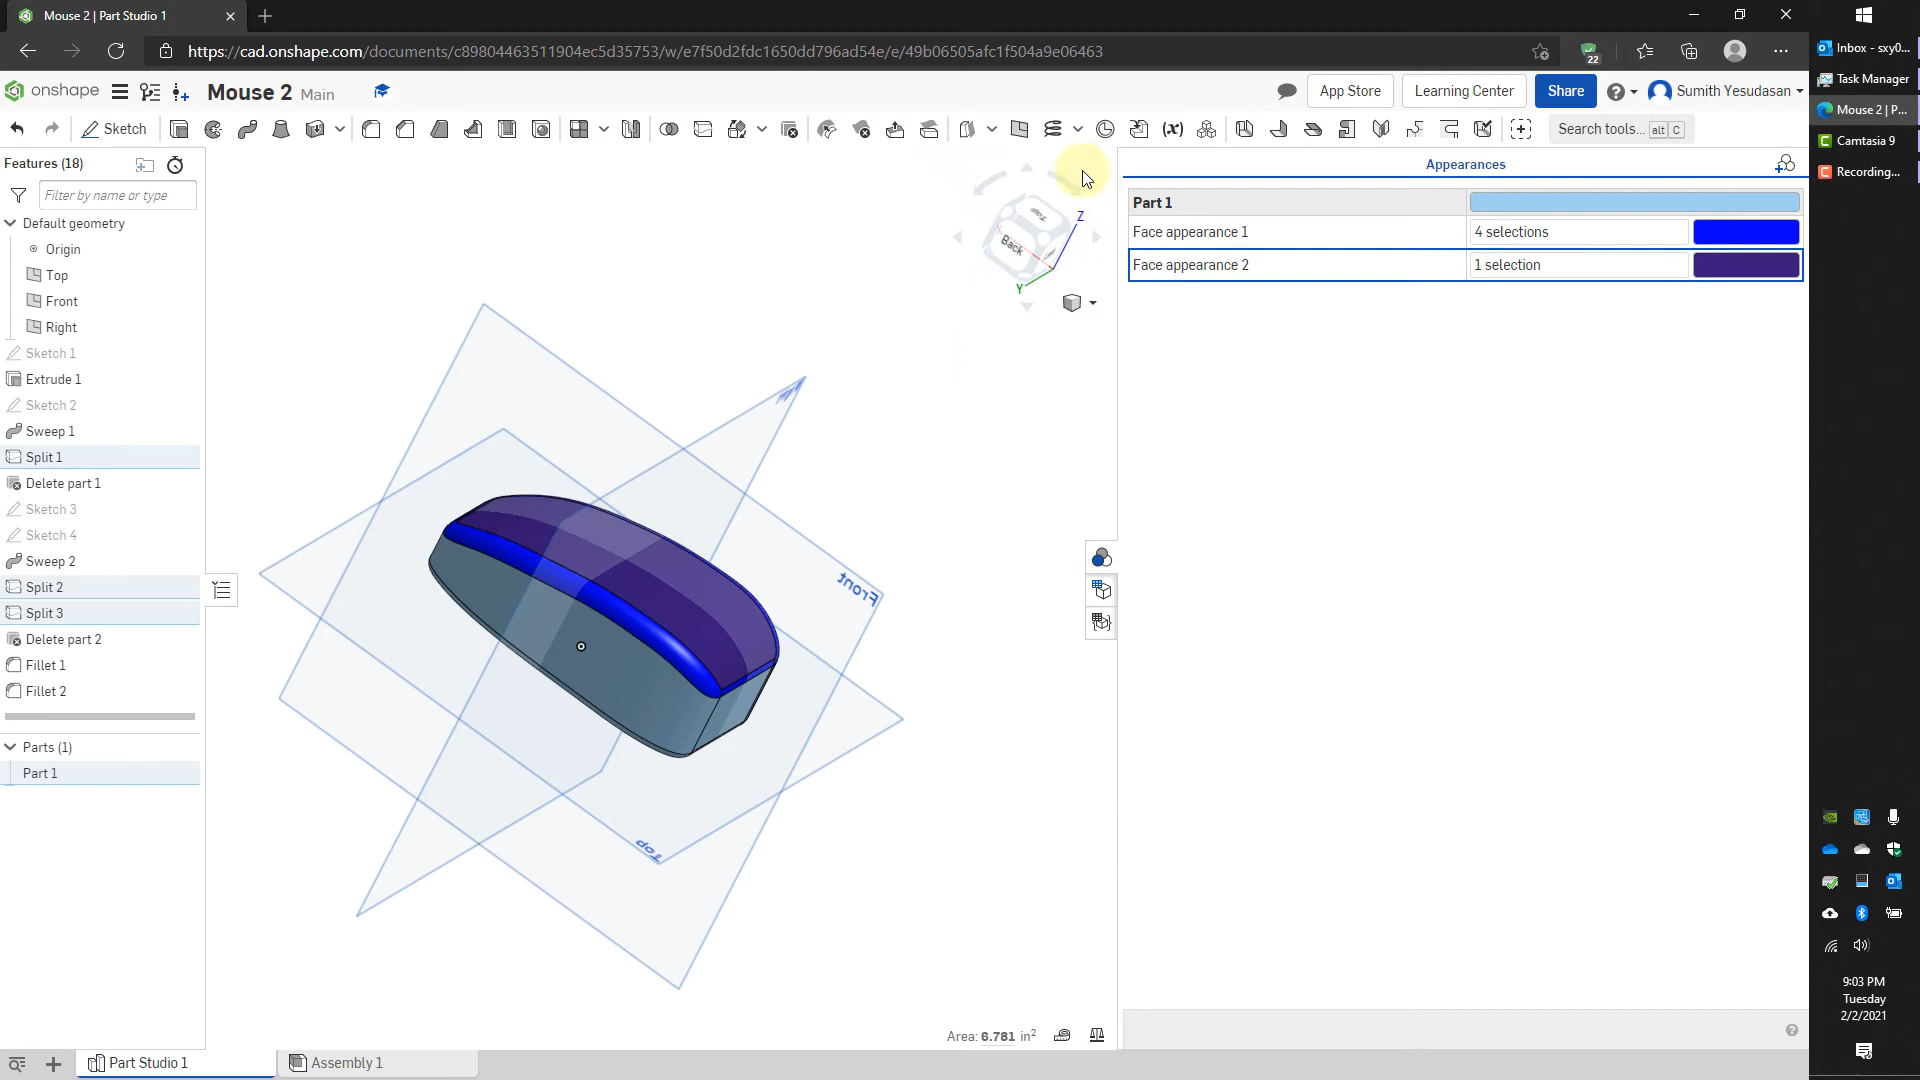 Mouse 2 | Part Studio 1
https://cad.onshape.com/documents/c89804463511904ec5d35753/w/e7f50d2fdc1650dd796ad54e/e/49b06505afc1f504a9e06463
22
onshape
Mouse 2 Main
App Store
Learning Center
Share
Sumith Yesudasan
Sketch
Search tools... alt C
Features (18)
Filter by name or type
Default geometry
Origin
Top
Front
Right
Sketch 1
Extrude 1
Sketch 2
Sweep 1
Split 1
Delete part 1
Sketch 3
Sketch 4
Sweep 2
Split 2
Split 3
Delete part 2
Fillet 1
Fillet 2
Parts (1)
Part 1
Top
Back
Z
Y
Front
Top
Area: 6.781 in²
Appearances
Part 1
Face appearance 1
4 selections
Face appearance 2
1 selection
Part Studio 1
Assembly 1
Inbox - sxy0...
Task Manager
Mouse 2 | P...
Camtasia 9
Recording...
9:03 PM
Tuesday
2/2/2021